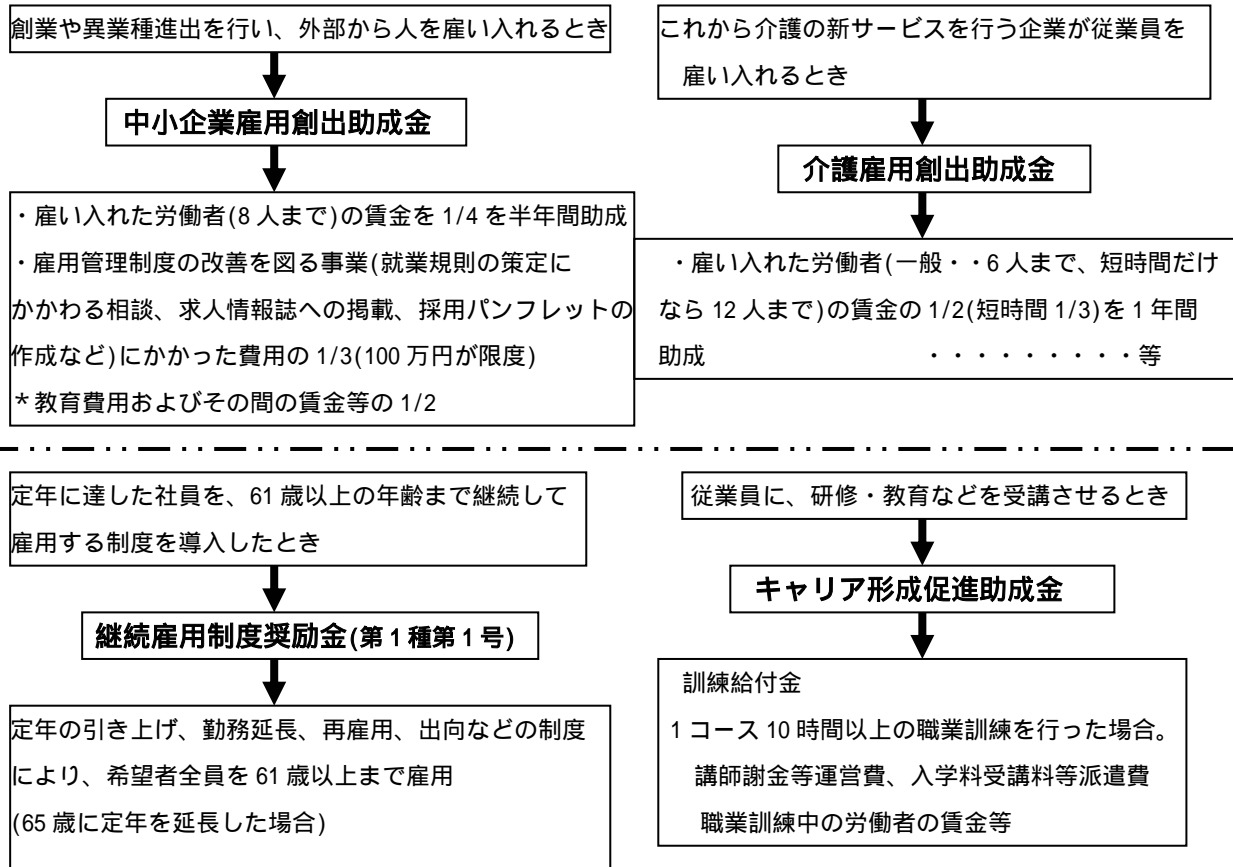 創業や異業種進出を行い、外部から人を雇い入れるとき
中小企業雇用創出助成金
・雇い入れた労働者(8人まで)の賃金を1/4を半年間助成
・雇用管理制度の改善を図る事業(就業規則の策定に
かかわる相談、求人情報誌への掲載、採用パンフレットの
作成など)にかかった費用の1/3(100万円が限度)
*教育費用およびその間の賃金等の1/2
これから介護の新サービスを行う企業が従業員を
雇い入れるとき
介護雇用創出助成金
・雇い入れた労働者(一般・・6人まで、短時間だけ
なら12人まで)の賃金の1/2(短時間1/3)を1年間
助成 ・・・・・・・・・等
定年に達した社員を、61歳以上の年齢まで継続して
雇用する制度を導入したとき
継続雇用制度奨励金(第1種第1号)
定年の引き上げ、勤務延長、再雇用、出向などの制度
により、希望者全員を61歳以上まで雇用
(65歳に定年を延長した場合)
従業員に、研修・教育などを受講させるとき
キャリア形成促進助成金
訓練給付金
1コース10時間以上の職業訓練を行った場合。
講師謝金等運営費、入学料受講料等派遣費
職業訓練中の労働者の賃金等